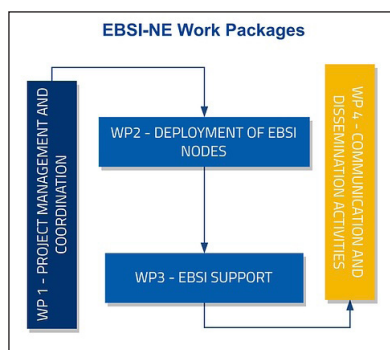 EBSI-NE Work Packages
WP 1 - PROJECT MANAGEMENT AND
COORDINATION
WP2 - DEPLOYMENT OF EBSI
NODES
WP3 - EBSI SUPPORT
WP 4 - COMMUNICATION AND
DISSEMINATION ACTIVITIES